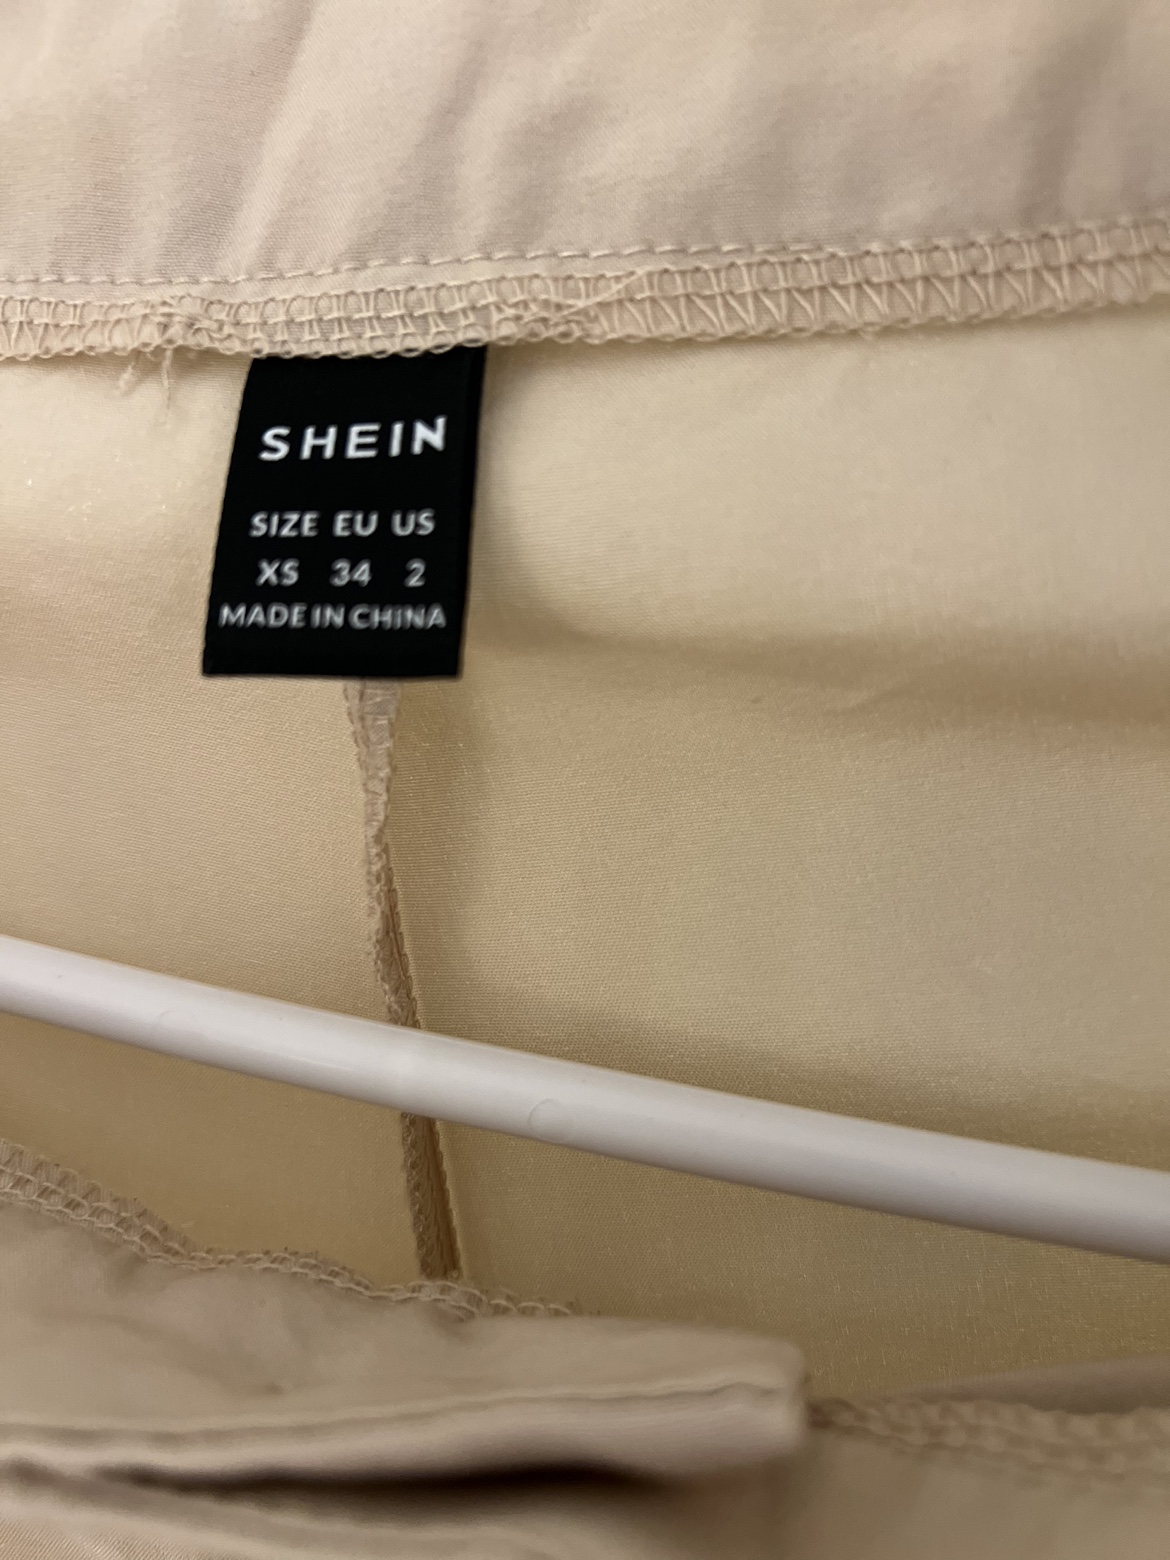 SHEIN
SIZE EU US
XS 34 2
MADE IN CHINA